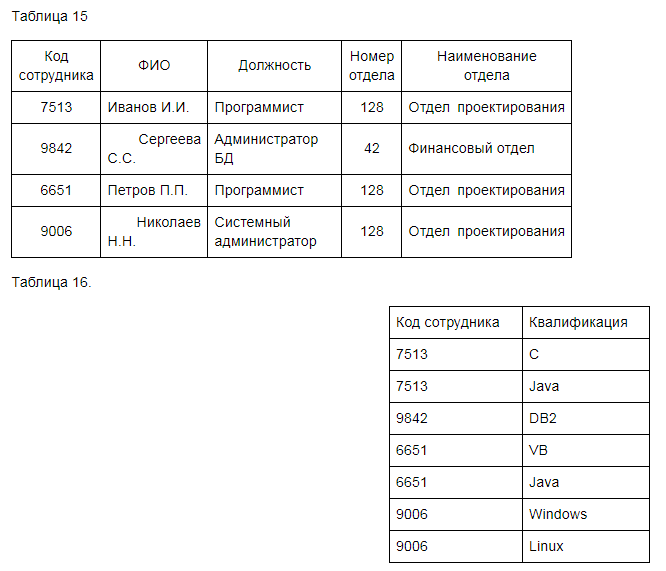 Таблица 15
Код сотрудника ФИО Должность Номер отдела Наименование отдела
7513 Иванов И.И. Программист 128 Отдел проектирования
9842 Сергеева С.С. Администратор БД 42 Финансовый отдел
6651 Петров П.П. Программист 128 Отдел проектирования
9006 Николаев Н.Н. Системный администратор 128 Отдел проектирования
Таблица 16.
Код сотрудника Квалификация
7513 C
7513 Java
9842 DB2
6651 VB
6651 Java
9006 Windows
9006 Linux